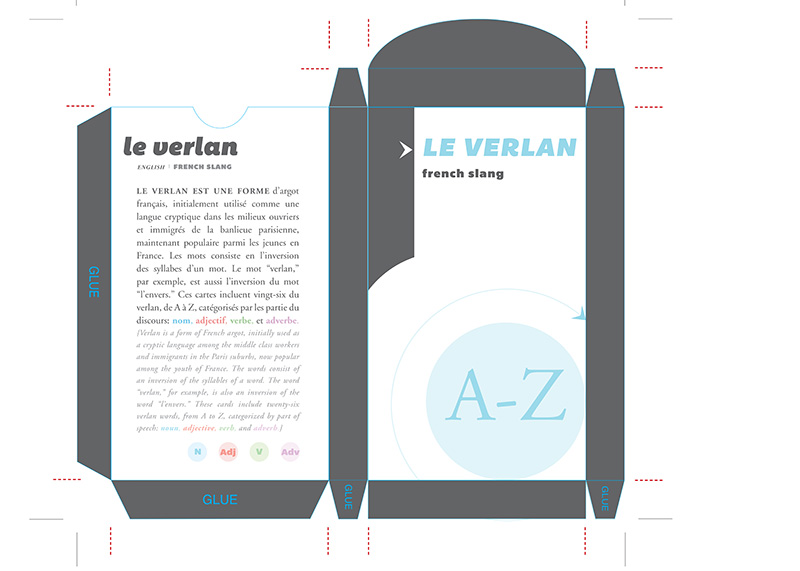 le verlan
ENGLISH | FRENCH SLANG
LE VERLAN EST UNE FORME d'argot
français, initialement utilisé comme une
langue cryptique dans les milieux ouvriers
et immigrés de la banlieue parisienne,
maintenant populaire parmi les jeunes en
France. Les mots consiste en l'inversion
des syllabes d'un mot. Le mot "verlan,"
par exemple, est aussi l'inversion du mot
"l'envers." Ces cartes incluent vingt-six du
verlan, de A à Z, catégorisés par les partie du
discours: nom, adjectif, verbe, et adverbe.
[Verlan is a form of French argot, initially used as
a cryptic language among the middle class workers
and immigrants in the Paris suburbs, now popular
among the youth of France. The words consist of
an inversion of the syllables of a word. The word
"verlan," for example, is also an inversion of the
word "l'envers." These cards include twenty-six
verlan words, from A to Z, categorized by part of
speech: noun, adjective, verb, and adverb.]
N Adj V Adv
GLUE
GLUE
GLUE
LE VERLAN
french slang
A-Z
GLUE